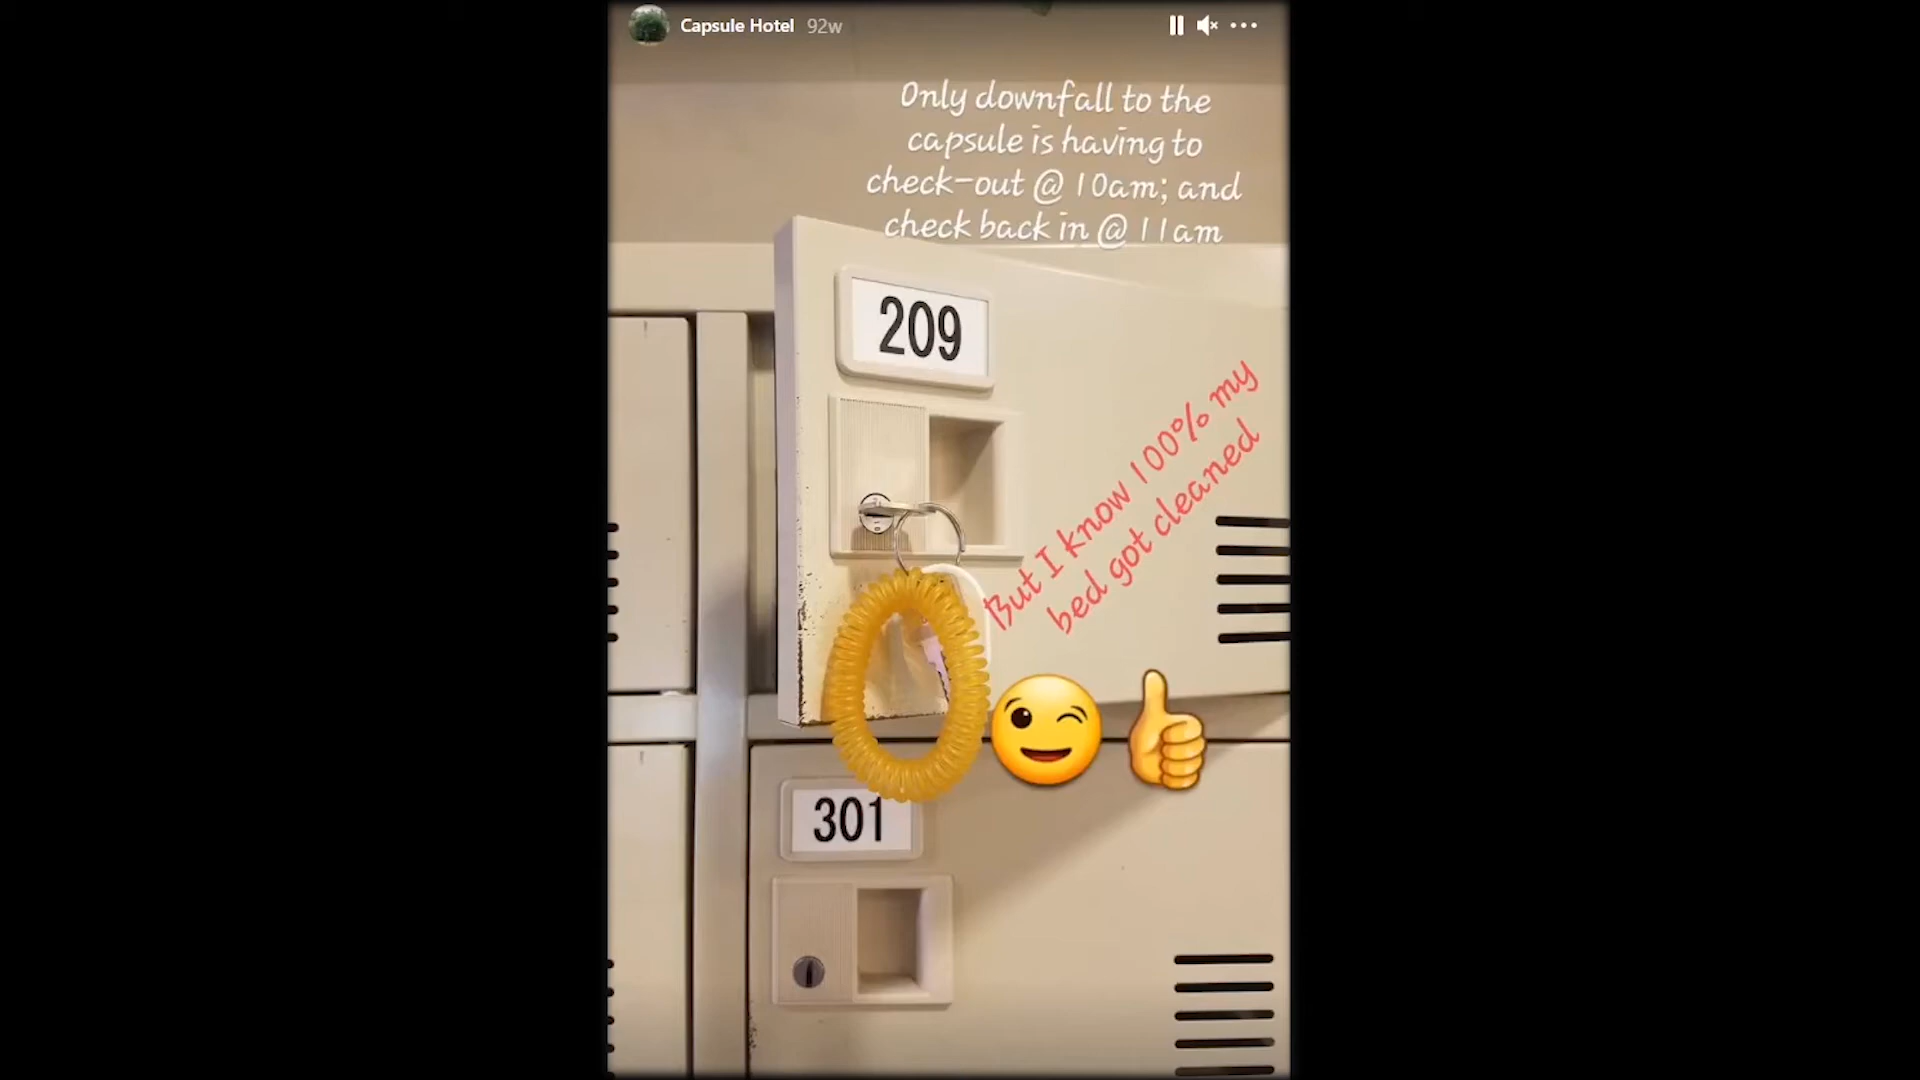 Capsule Hotel 92w
Only downfall to the
capsule is having to
check-out @ 10am; and
check back in @ 11am
209
But I know 100% my
bed got cleaned
301